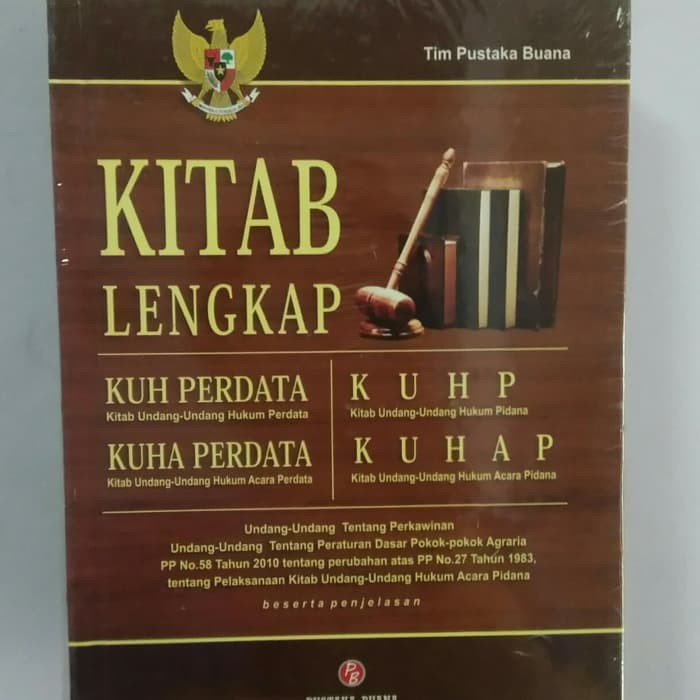 Tim Pustaka Buana
KITAB
LENGKAP
KUH PERDATA
Kitab Undang-Undang Hukum Perdata
K U H P
Kitab Undang-Undang Hukum Pidana
KUHA PERDATA
Kitab Undang-Undang Hukum Acara Perdata
K U H A P
Kitab Undang-Undang Hukum Acara Pidana
Undang-Undang Tentang Perkawinan
Undang-Undang Tentang Peraturan Dasar Pokok-pokok Agraria
PP No.58 Tahun 2010 tentang perubahan atas PP No.27 Tahun 1983,
tentang Pelaksanaan Kitab Undang-Undang Hukum Acara Pidana
beserta penjelasan
PB
PUSTAKA BUANA